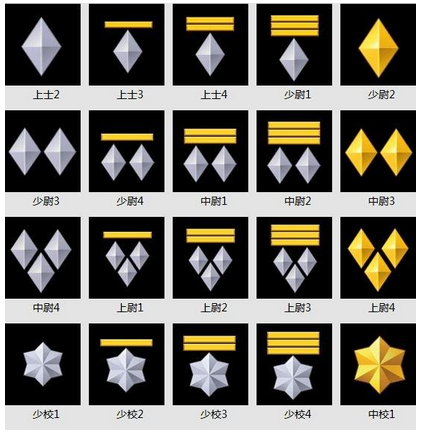 上士2 上士3 上士4 少尉1 少尉2
少尉3 少尉4 中尉1 中尉2 中尉3
中尉4 上尉1 上尉2 上尉3 上尉4
少校1 少校2 少校3 少校4 中校1